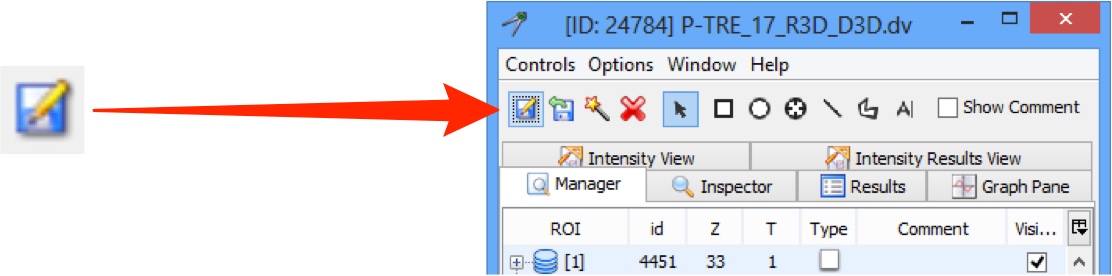 [ID: 24784] P-TRE_17_R3D_D3D.dv
Controls Options Window Help
A Show Comment
Intensity View Intensity Results View
Manager Inspector Results Graph Pane
ROI id Z T Type Comment Visi...
[1] 4451 33 1